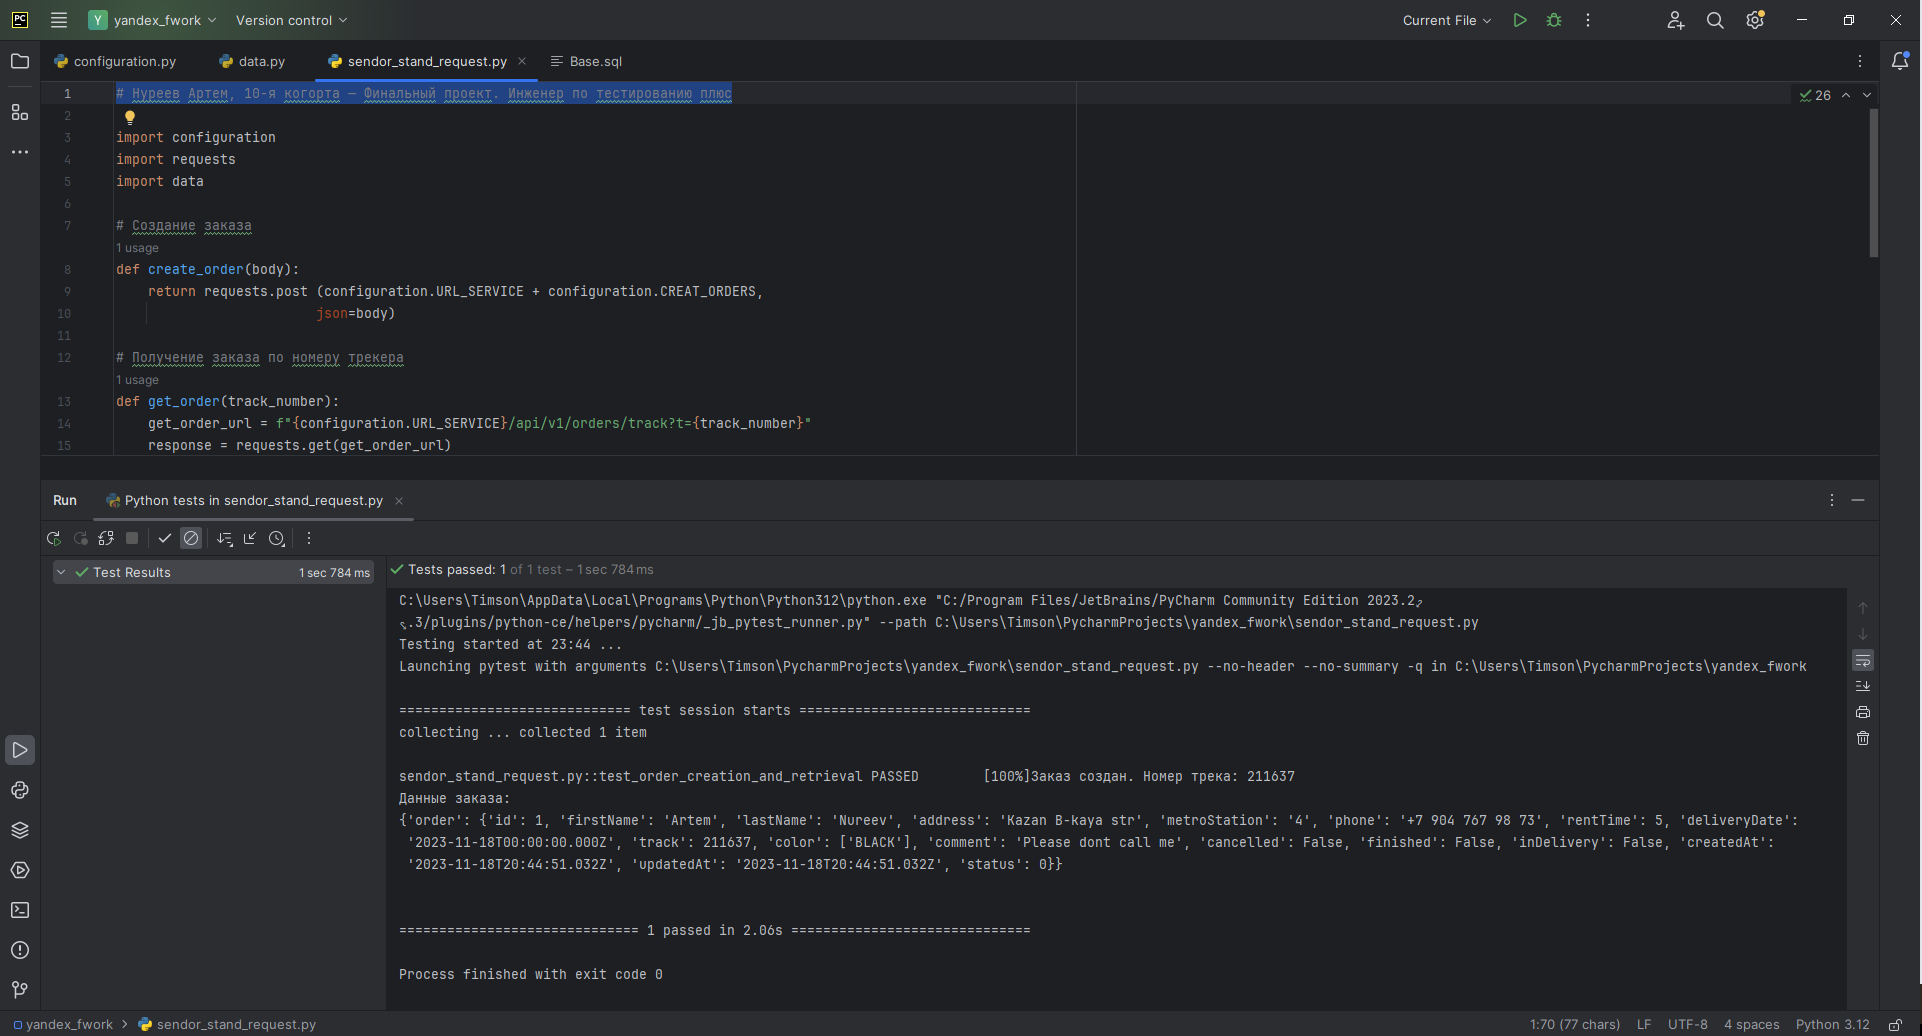 PC
Y yandex_fwork
Version control
Current File
configuration.py
data.py
sendor_stand_request.py
Base.sql
1 # Нуреев Артем, 10-я когорта — Финальный проект. Инженер по тестированию плюс
26
2
3 import configuration
4 import requests
5 import data
6
7 # Создание заказа
1 usage
8 def create_order(body):
9 return requests.post (configuration.URL_SERVICE + configuration.CREAT_ORDERS,
10 json=body)
11
12 # Получение заказа по номеру трекера
1 usage
13 def get_order(track_number):
14 get_order_url = f"{configuration.URL_SERVICE}/api/v1/orders/track?t={track_number}"
15 response = requests.get(get_order_url)
Run
Python tests in sendor_stand_request.py
Test Results 1 sec 784 ms
Tests passed: 1 of 1 test – 1 sec 784 ms
C:\Users\Timson\AppData\Local\Programs\Python\Python312\python.exe "C:/Program Files/JetBrains/PyCharm Community Edition 2023.2
.3/plugins/python-ce/helpers/pycharm/_jb_pytest_runner.py" --path C:\Users\Timson\PycharmProjects\yandex_fwork\sendor_stand_request.py
Testing started at 23:44 ...
Launching pytest with arguments C:\Users\Timson\PycharmProjects\yandex_fwork\sendor_stand_request.py --no-header --no-summary -q in C:\Users\Timson\PycharmProjects\yandex_fwork
============================= test session starts =============================
collecting ... collected 1 item
sendor_stand_request.py::test_order_creation_and_retrieval PASSED [100%]Заказ создан. Номер трека: 211637
Данные заказа:
{'order': {'id': 1, 'firstName': 'Artem', 'lastName': 'Nureev', 'address': 'Kazan B-kaya str', 'metroStation': '4', 'phone': '+7 904 767 98 73', 'rentTime': 5, 'deliveryDate':
'2023-11-18T00:00:00.000Z', 'track': 211637, 'color': ['BLACK'], 'comment': 'Please dont call me', 'cancelled': False, 'finished': False, 'inDelivery': False, 'createdAt':
'2023-11-18T20:44:51.032Z', 'updatedAt': '2023-11-18T20:44:51.032Z', 'status': 0}}
============================== 1 passed in 2.06s ==============================
Process finished with exit code 0
yandex_fwork
sendor_stand_request.py
1:70 (77 chars)
LF
UTF-8
4 spaces
Python 3.12